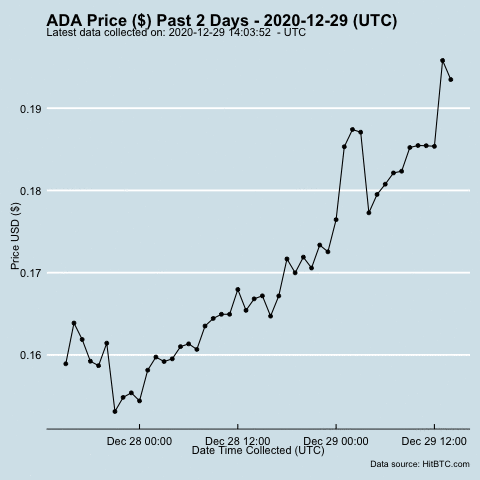 ADA Price ($) Past 2 Days - 2020-12-29 (UTC)
Latest data collected on: 2020-12-29 14:03:52 - UTC
0.19
0.18
0.17
0.16
Price USD ($)
Dec 28 00:00 Dec 28 12:00 Dec 29 00:00 Dec 29 12:00
Date Time Collected (UTC)
Data source: HitBTC.com